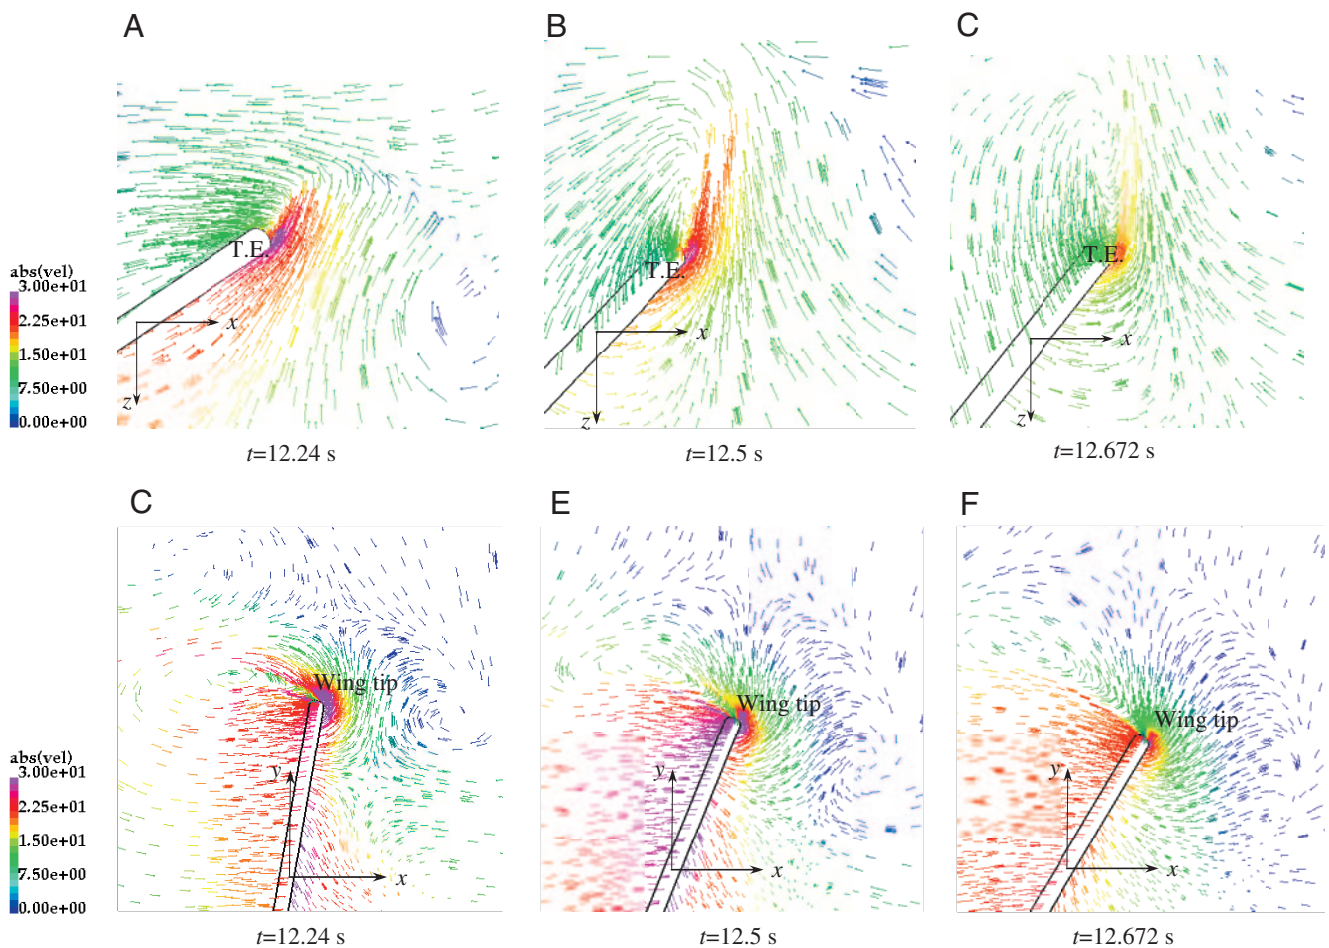 A
B
C
T.E.
T.E.
T.E.
abs(vel)
3.00e+01
2.25e+01
1.50e+01
7.50e+00
0.00e+00
x
z
x
z
x
z
t=12.24 s
t=12.5 s
t=12.672 s
C
E
F
Wing tip
Wing tip
Wing tip
abs(vel)
3.00e+01
2.25e+01
1.50e+01
7.50e+00
0.00e+00
y
x
y
x
y
x
t=12.24 s
t=12.5 s
t=12.672 s